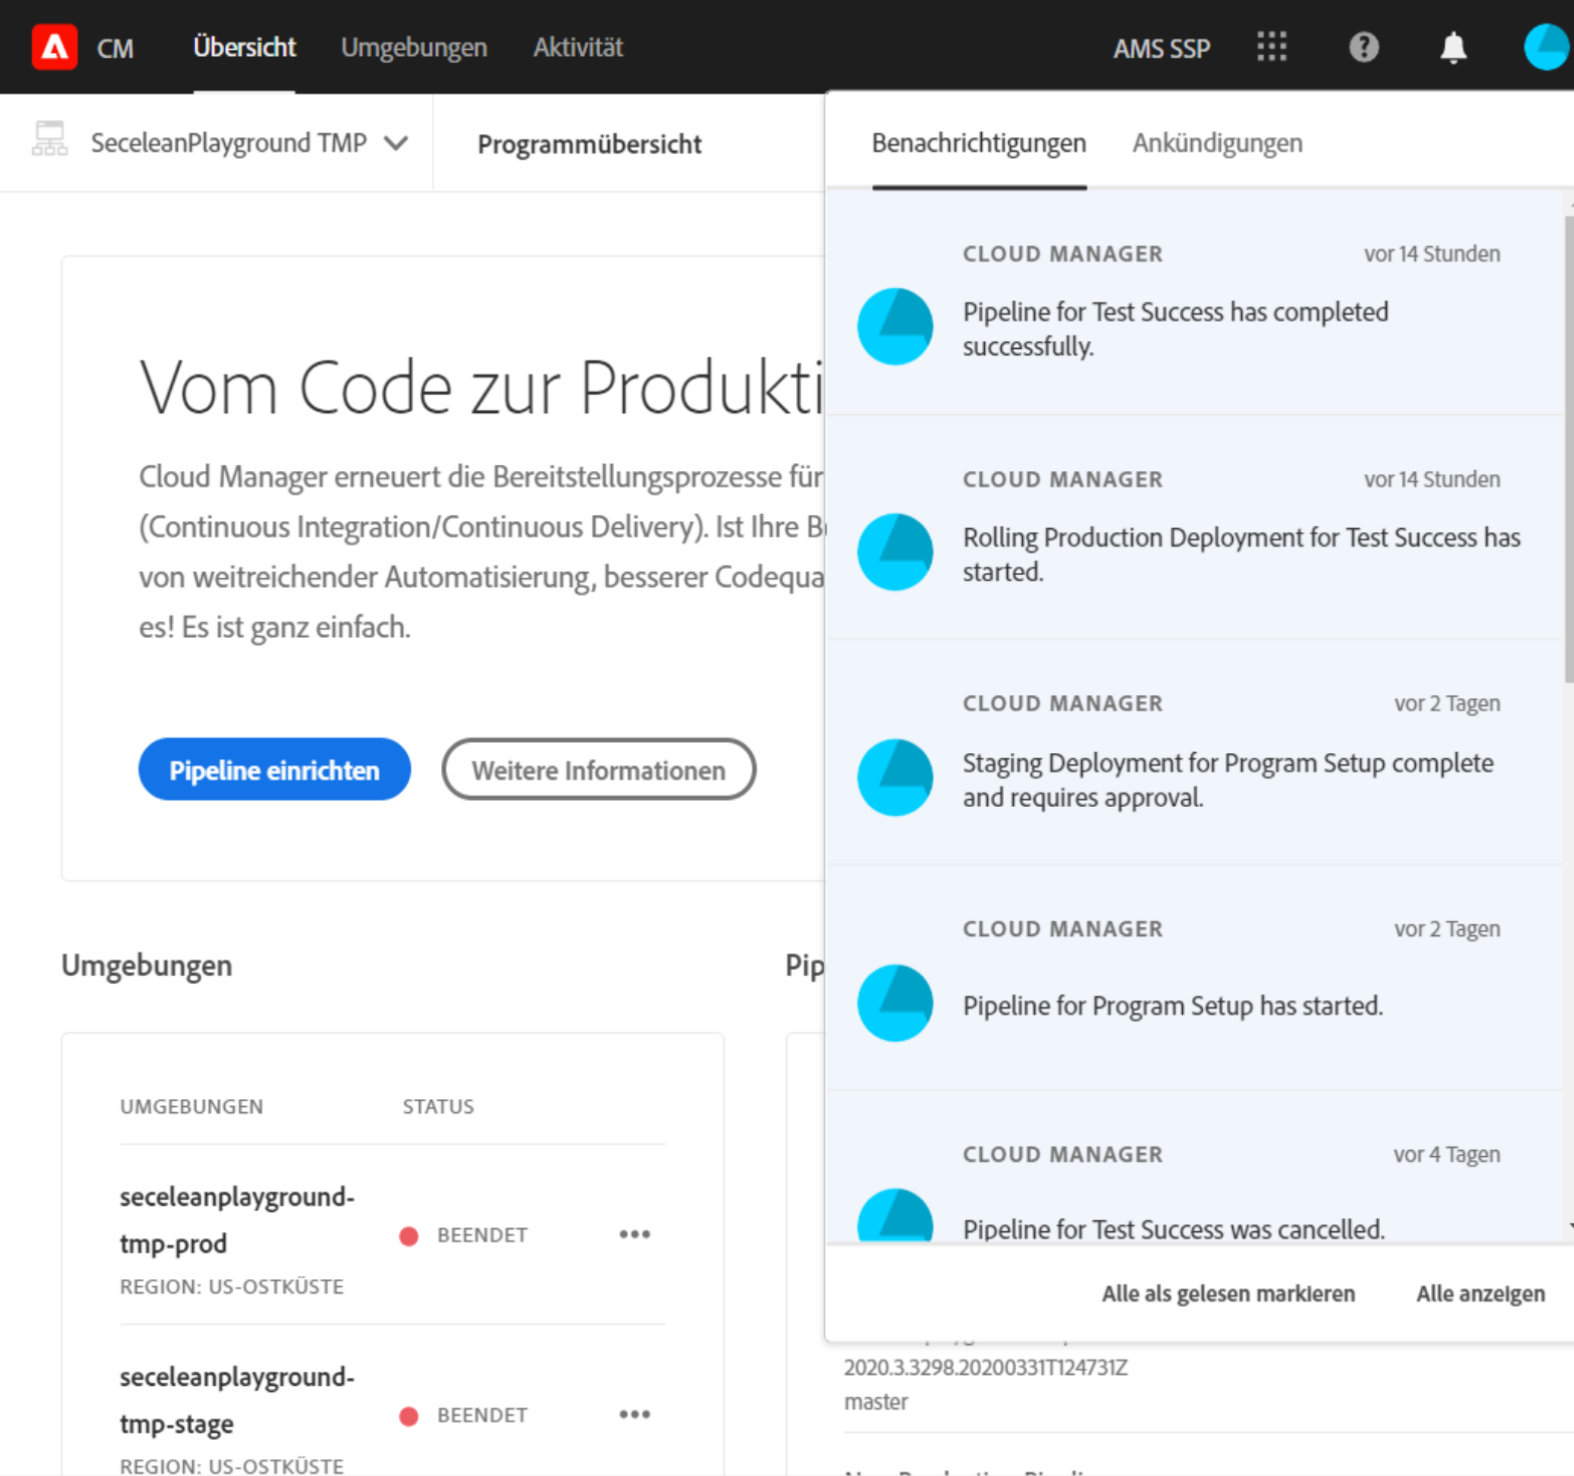 CM Übersicht Umgebungen Aktivität AMS SSP
SeceleanPlayground TMP Programmübersicht
Vom Code zur Produkti
Cloud Manager erneuert die Bereitstellungsprozesse für
(Continuous Integration/Continuous Delivery). Ist Ihre B
von weitreichender Automatisierung, besserer Codequa
es! Es ist ganz einfach.
Pipeline einrichten Weitere Informationen
Umgebungen
UMGEBUNGEN STATUS
seceleanplayground-
tmp-prod
BEENDET
REGION: US-OSTKÜSTE
seceleanplayground-
tmp-stage
BEENDET
REGION: US-OSTKÜSTE
Pip
2020.3.3298.20200331T124731Z
master
Benachrichtigungen Ankündigungen
CLOUD MANAGER vor 14 Stunden
Pipeline for Test Success has completed
successfully.
CLOUD MANAGER vor 14 Stunden
Rolling Production Deployment for Test Success has
started.
CLOUD MANAGER vor 2 Tagen
Staging Deployment for Program Setup complete
and requires approval.
CLOUD MANAGER vor 2 Tagen
Pipeline for Program Setup has started.
CLOUD MANAGER vor 4 Tagen
Pipeline for Test Success was cancelled.
Alle als gelesen markieren Alle anzeigen